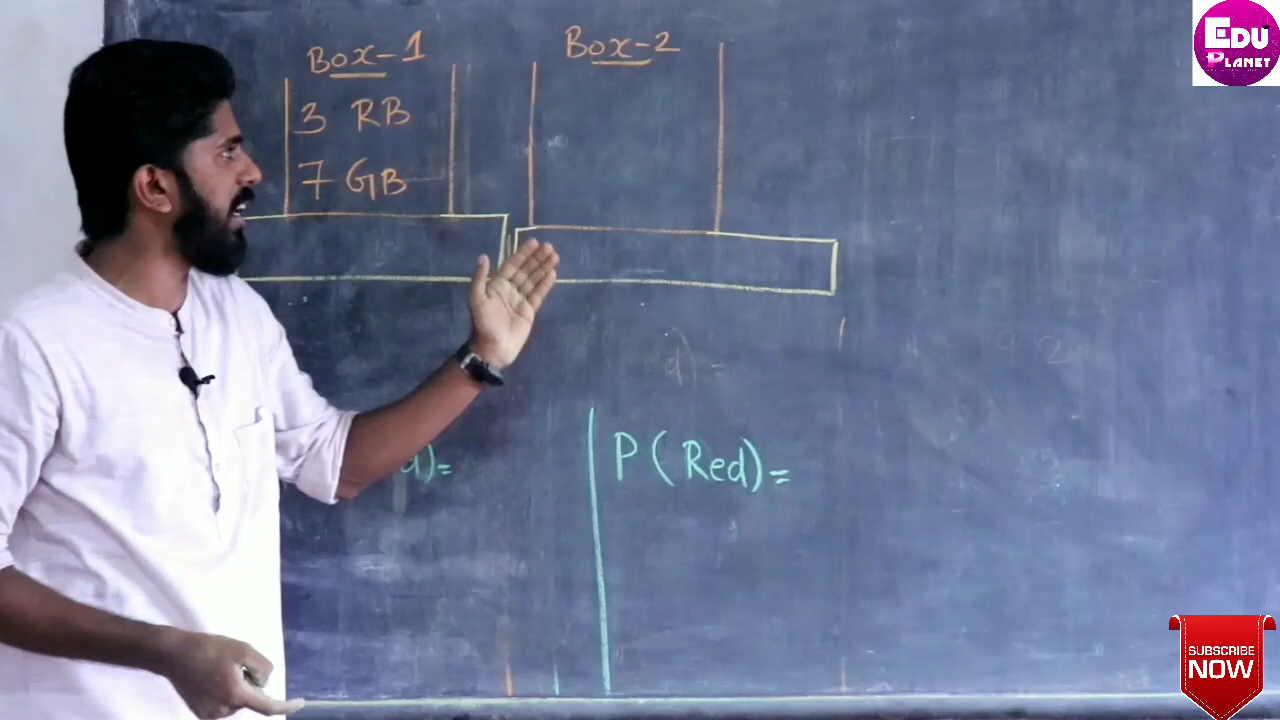 Box-1
3 RB
7 GB
Box-2
d)=
P(Red)=
EDU
PLANET
SUBSCRIBE
NOW